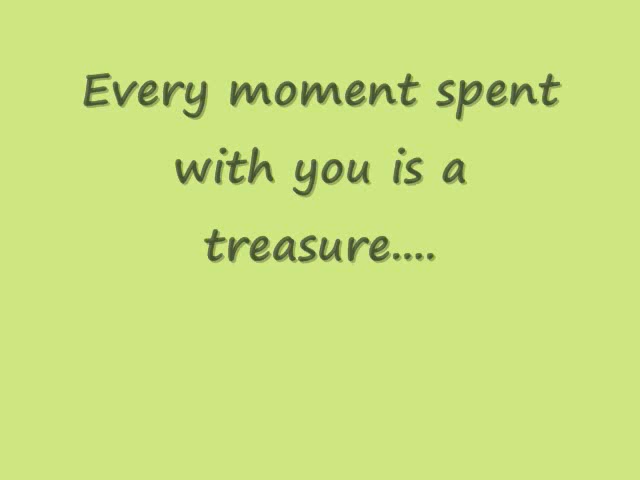 Every moment spent
with you is a
treasure....